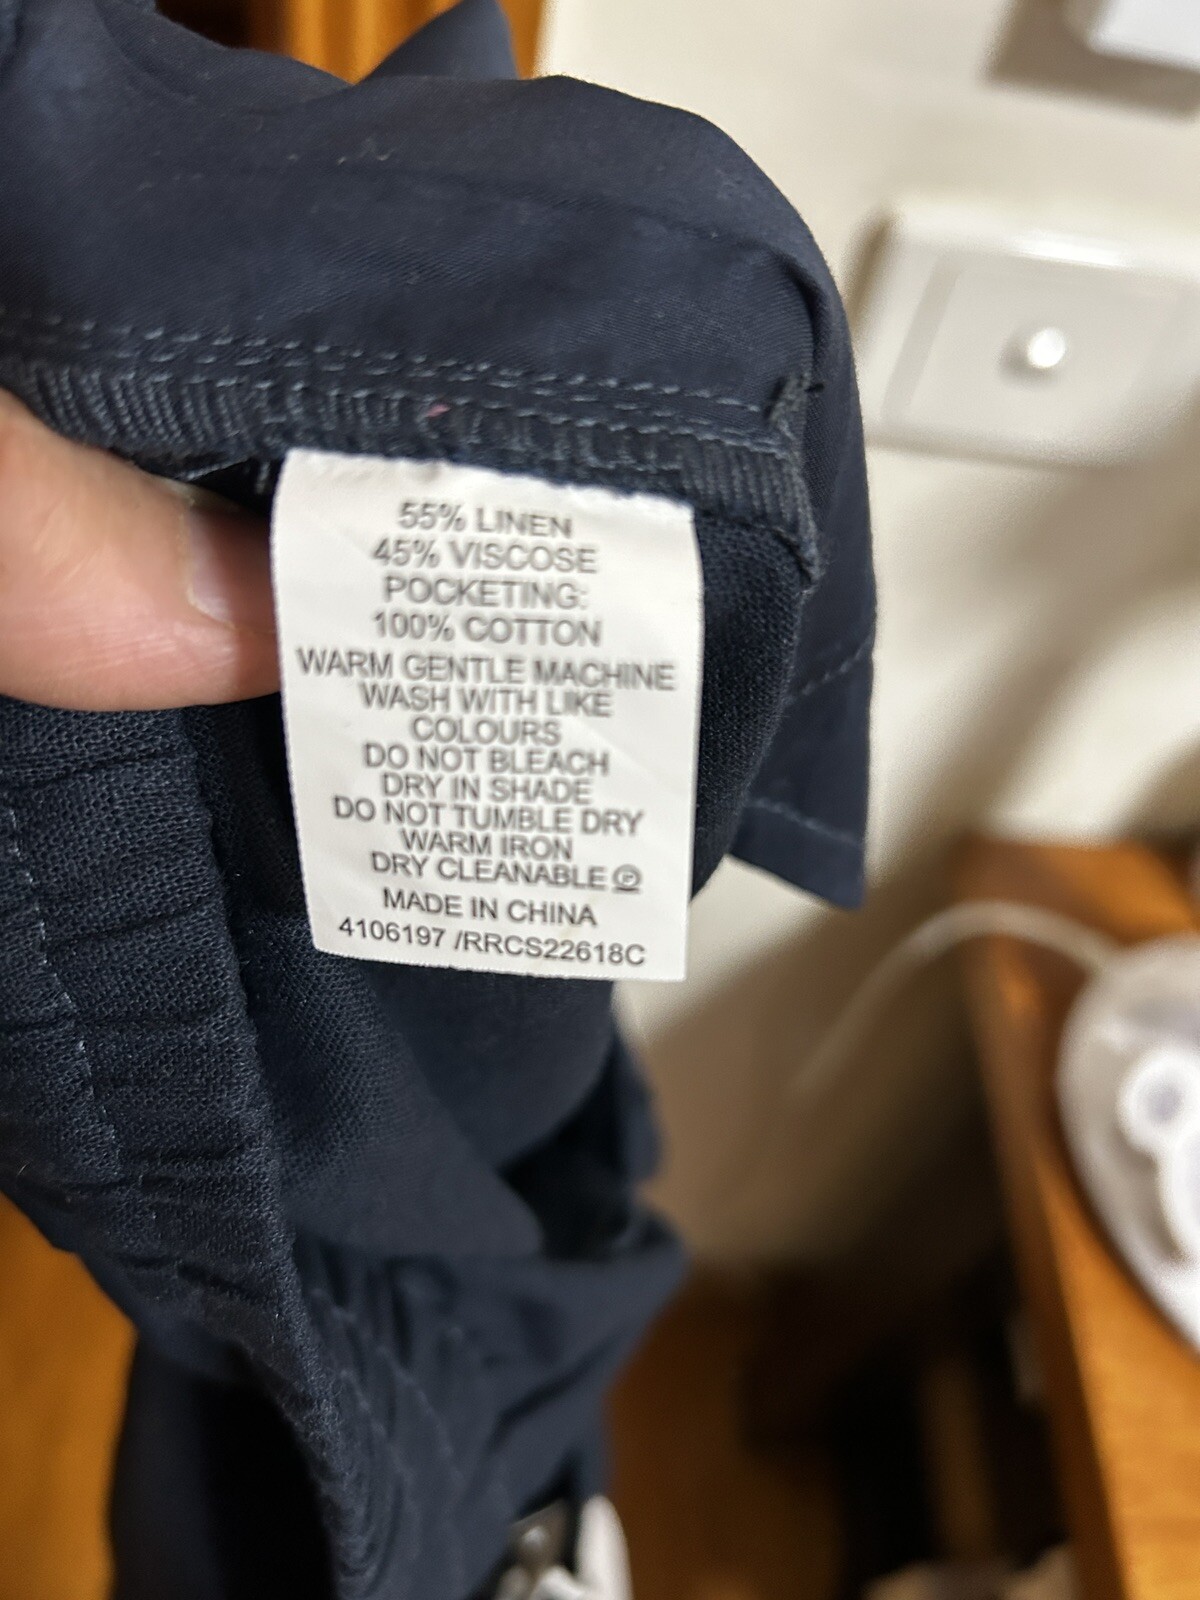 55% LINEN
45% VISCOSE
POCKETING:
100% COTTON
WARM GENTLE MACHINE
WASH WITH LIKE
COLOURS
DO NOT BLEACH
DRY IN SHADE
DO NOT TUMBLE DRY
WARM IRON
DRY CLEANABLE Ⓟ
MADE IN CHINA
4106197 /RRCS22618C